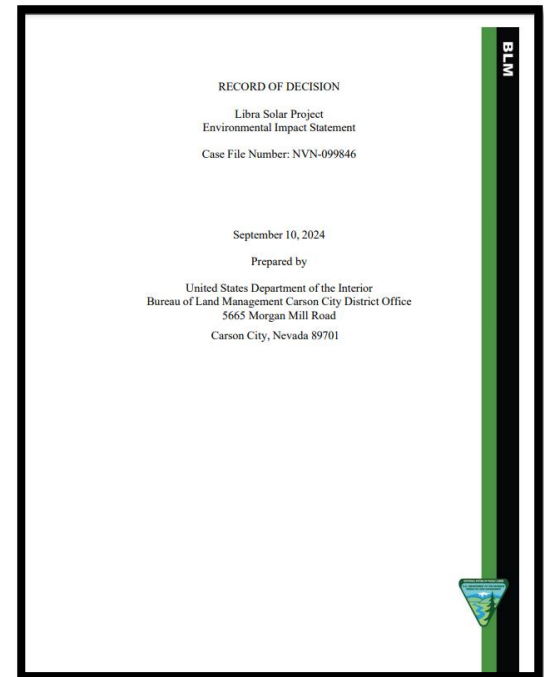 BLM
RECORD OF DECISION
Libra Solar Project
Environmental Impact Statement
Case File Number: NVN-099846
September 10, 2024
Prepared by
United States Department of the Interior
Bureau of Land Management Carson City District Office
5665 Morgan Mill Road
Carson City, Nevada 89701